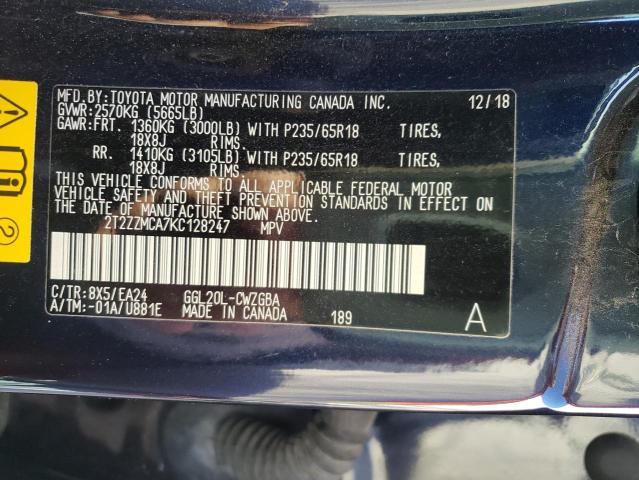 MFD.BY:TOYOTA MOTOR MANUFACTURING CANADA INC. 12/18
GVWR:2570KG (5665LB)
GAWR:FRT. 1360KG (3000LB) WITH P235/65R18 TIRES,
18X8J RIMS.
RR. 1410KG (3105LB) WITH P235/65R18 TIRES,
18X8J RIMS.
THIS VEHICLE CONFORMS TO ALL APPLICABLE FEDERAL MOTOR
VEHICLE SAFETY AND THEFT PREVENTION STANDARDS IN EFFECT ON
THE DATE OF MANUFACTURE SHOWN ABOVE.
2T2ZZMCA7KC128247 MPV
C/TR:8X5/EA24 GGL20L-CWZGBA
A/TM:-01A/U881E MADE IN CANADA 189 A
2